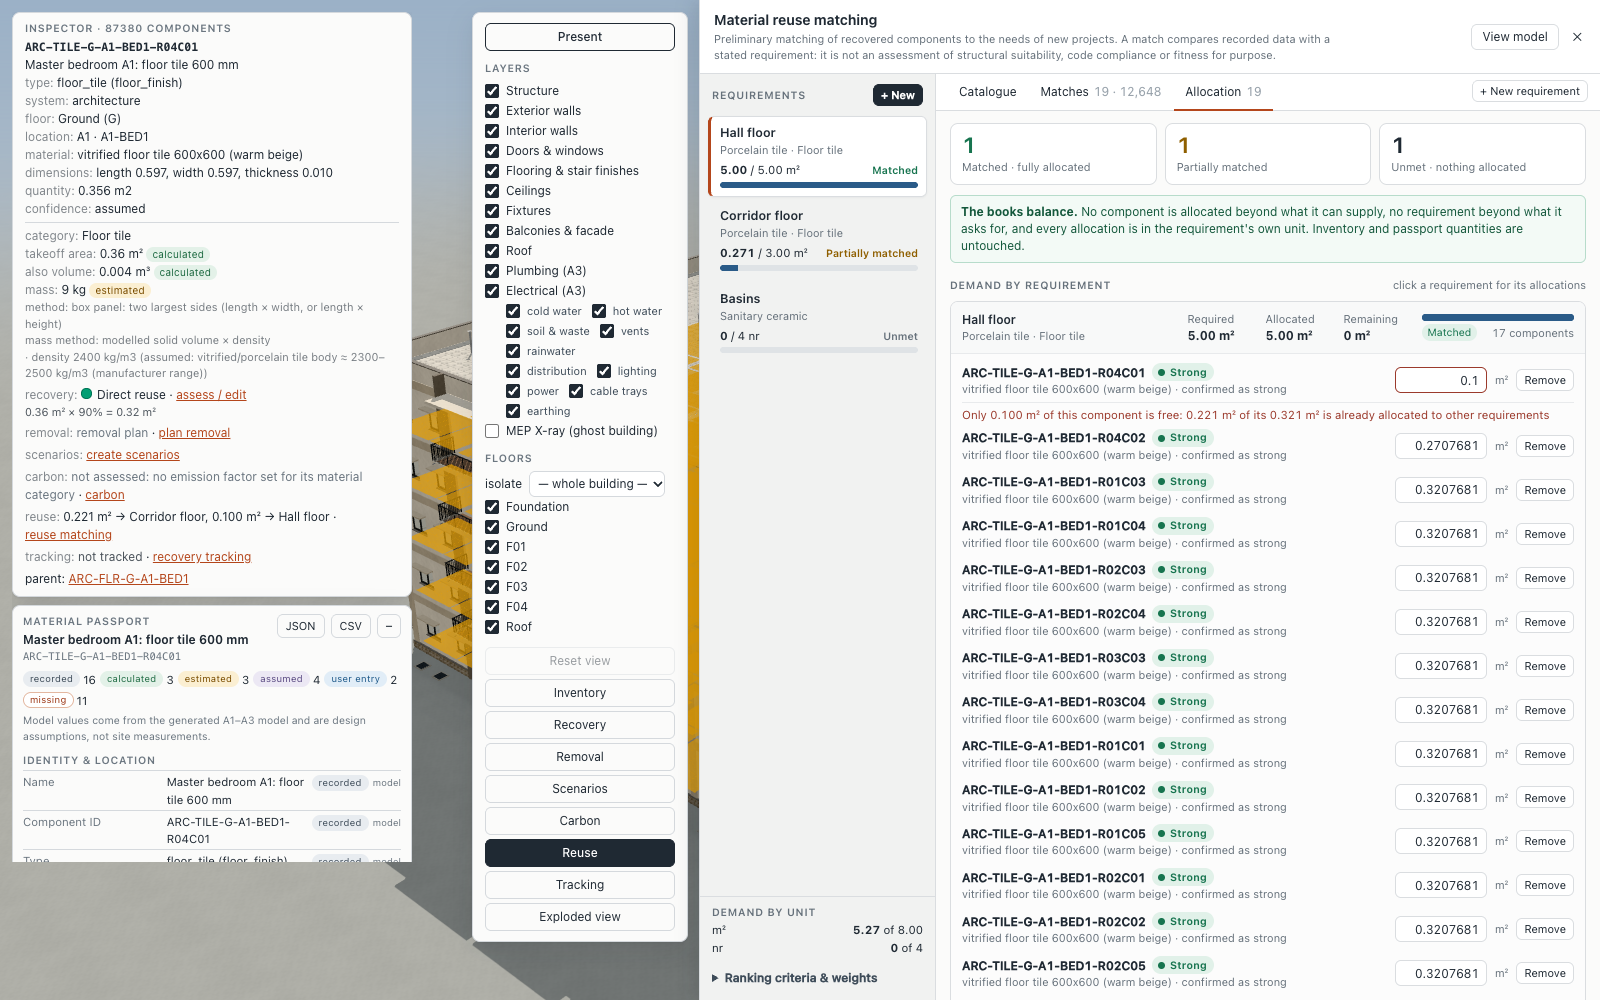 INSPECTOR · 87380 COMPONENTS
ARC-TILE-G-A1-BED1-R04C01
Master bedroom A1: floor tile 600 mm
type: floor_tile (floor_finish)
system: architecture
floor: Ground (G)
location: A1 · A1-BED1
material: vitrified floor tile 600x600 (warm beige)
dimensions: length 0.597, width 0.597, thickness 0.010
quantity: 0.356 m2
confidence: assumed
category: Floor tile
takeoff area: 0.36 m² calculated
also volume: 0.004 m³ calculated
mass: 9 kg estimated
method: box panel: two largest sides (length × width, or length ×
height)
mass method: modelled solid volume × density
· density 2400 kg/m3 (assumed: vitrified/porcelain tile body ≈ 2300–
2500 kg/m3 (manufacturer range))
recovery: Direct reuse · assess / edit
0.36 m² × 90% = 0.32 m²
removal: removal plan · plan removal
scenarios: create scenarios
carbon: not assessed: no emission factor set for its material
category · carbon
reuse: 0.221 m² → Corridor floor, 0.100 m² → Hall floor ·
reuse matching
tracking: not tracked · recovery tracking
parent: ARC-FLR-G-A1-BED1
MATERIAL PASSPORT
JSON
CSV
–
Master bedroom A1: floor tile 600 mm
ARC-TILE-G-A1-BED1-R04C01
recorded 16 calculated 3 estimated 3 assumed 4 user entry 2
missing 11
Model values come from the generated A1–A3 model and are design
assumptions, not site measurements.
IDENTITY & LOCATION
Name Master bedroom A1: floor recorded model
tile 600 mm
Component ID ARC-TILE-G-A1-BED1- recorded model
R04C01
Type floor_tile (floor_finish) recorded model
Present
LAYERS
Structure
Exterior walls
Interior walls
Doors & windows
Flooring & stair finishes
Ceilings
Fixtures
Balconies & facade
Roof
Plumbing (A3)
Electrical (A3)
cold water hot water
soil & waste vents
rainwater
distribution lighting
power cable trays
earthing
MEP X-ray (ghost building)
FLOORS
isolate — whole building —
Foundation
Ground
F01
F02
F03
F04
Roof
Reset view
Inventory
Recovery
Removal
Scenarios
Carbon
Reuse
Tracking
Exploded view
Material reuse matching
Preliminary matching of recovered components to the needs of new projects. A match compares recorded data with a
stated requirement: it is not an assessment of structural suitability, code compliance or fitness for purpose.
View model
×
REQUIREMENTS
+ New
Hall floor
Porcelain tile · Floor tile
5.00 / 5.00 m² Matched
Corridor floor
Porcelain tile · Floor tile
0.271 / 3.00 m² Partially matched
Basins
Sanitary ceramic
0 / 4 nr Unmet
DEMAND BY UNIT
m² 5.27 of 8.00
nr 0 of 4
▶ Ranking criteria & weights
Catalogue
Matches 19 · 12,648
Allocation 19
+ New requirement
1
Matched · fully allocated
1
Partially matched
1
Unmet · nothing allocated
The books balance. No component is allocated beyond what it can supply, no requirement beyond what it
asks for, and every allocation is in the requirement's own unit. Inventory and passport quantities are
untouched.
DEMAND BY REQUIREMENT
click a requirement for its allocations
Hall floor
Porcelain tile · Floor tile
Required
5.00 m²
Allocated
5.00 m²
Remaining
0 m²
Matched 17 components
ARC-TILE-G-A1-BED1-R04C01 Strong
vitrified floor tile 600x600 (warm beige) · confirmed as strong
0.1 m² Remove
Only 0.100 m² of this component is free: 0.221 m² of its 0.321 m² is already allocated to other requirements
ARC-TILE-G-A1-BED1-R04C02 Strong
vitrified floor tile 600x600 (warm beige) · confirmed as strong
0.2707681 m² Remove
ARC-TILE-G-A1-BED1-R01C03 Strong
vitrified floor tile 600x600 (warm beige) · confirmed as strong
0.3207681 m² Remove
ARC-TILE-G-A1-BED1-R01C04 Strong
vitrified floor tile 600x600 (warm beige) · confirmed as strong
0.3207681 m² Remove
ARC-TILE-G-A1-BED1-R02C03 Strong
vitrified floor tile 600x600 (warm beige) · confirmed as strong
0.3207681 m² Remove
ARC-TILE-G-A1-BED1-R02C04 Strong
vitrified floor tile 600x600 (warm beige) · confirmed as strong
0.3207681 m² Remove
ARC-TILE-G-A1-BED1-R03C03 Strong
vitrified floor tile 600x600 (warm beige) · confirmed as strong
0.3207681 m² Remove
ARC-TILE-G-A1-BED1-R03C04 Strong
vitrified floor tile 600x600 (warm beige) · confirmed as strong
0.3207681 m² Remove
ARC-TILE-G-A1-BED1-R01C01 Strong
vitrified floor tile 600x600 (warm beige) · confirmed as strong
0.3207681 m² Remove
ARC-TILE-G-A1-BED1-R01C02 Strong
vitrified floor tile 600x600 (warm beige) · confirmed as strong
0.3207681 m² Remove
ARC-TILE-G-A1-BED1-R01C05 Strong
vitrified floor tile 600x600 (warm beige) · confirmed as strong
0.3207681 m² Remove
ARC-TILE-G-A1-BED1-R02C01 Strong
vitrified floor tile 600x600 (warm beige) · confirmed as strong
0.3207681 m² Remove
ARC-TILE-G-A1-BED1-R02C02 Strong
vitrified floor tile 600x600 (warm beige) · confirmed as strong
0.3207681 m² Remove
ARC-TILE-G-A1-BED1-R02C05 Strong
vitrified floor tile 600x600 (warm beige) · confirmed as strong
0.3207681 m² Remove